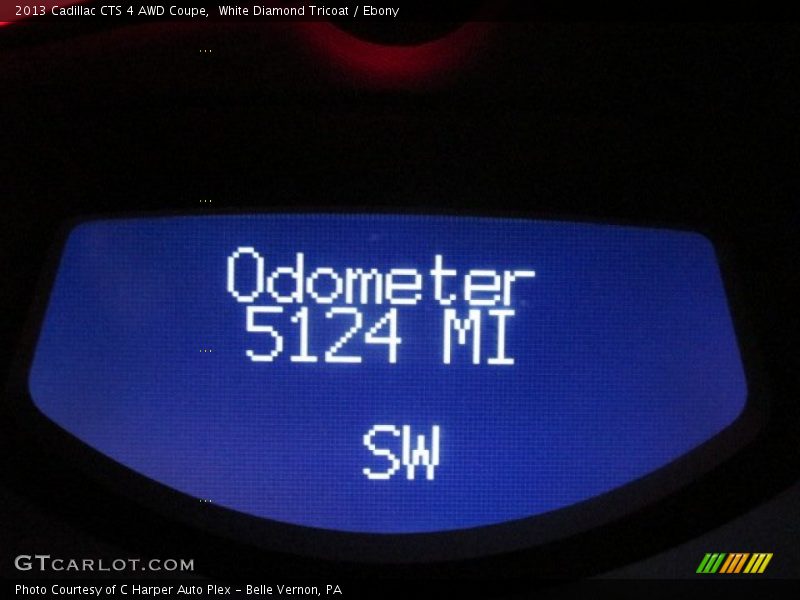 2013 Cadillac CTS 4 AWD Coupe, White Diamond Tricoat / Ebony
Odometer
5124 MI
SW
GTCARLOT.COM
Photo Courtesy of C Harper Auto Plex - Belle Vernon, PA